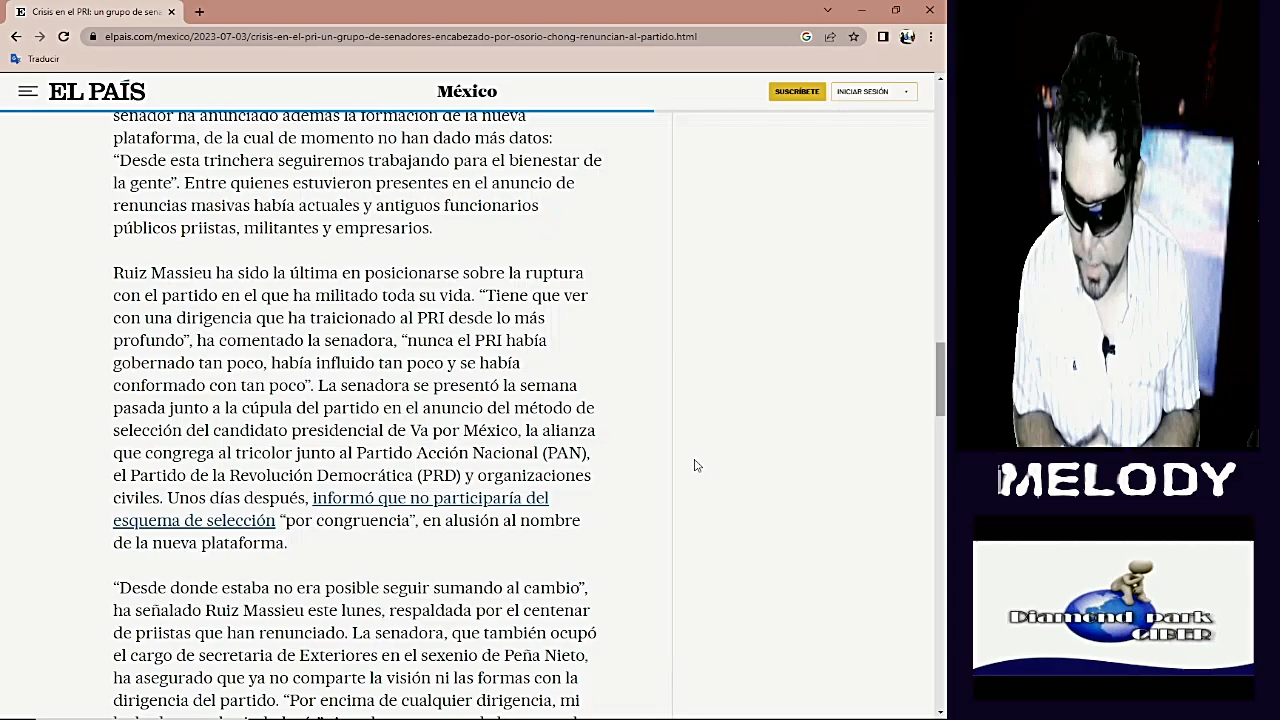 Crisis en el PRI: un grupo de sena
elpais.com/mexico/2023-07-03/crisis-en-el-pri-un-grupo-de-senadores-encabezado-por-osorio-chong-renuncian-al-partido.html
Traducir
EL PAÍS
México
SUSCRÍBETE
INICIAR SESIÓN
senador ha anunciado además la formación de la nueva
plataforma, de la cual de momento no han dado más datos:
“Desde esta trinchera seguiremos trabajando para el bienestar de
la gente”. Entre quienes estuvieron presentes en el anuncio de
renuncias masivas había actuales y antiguos funcionarios
públicos priistas, militantes y empresarios.
Ruiz Massieu ha sido la última en posicionarse sobre la ruptura
con el partido en el que ha militado toda su vida. “Tiene que ver
con una dirigencia que ha traicionado al PRI desde lo más
profundo”, ha comentado la senadora, “nunca el PRI había
gobernado tan poco, había influido tan poco y se había
conformado con tan poco”. La senadora se presentó la semana
pasada junto a la cúpula del partido en el anuncio del método de
selección del candidato presidencial de Va por México, la alianza
que congrega al tricolor junto al Partido Acción Nacional (PAN),
el Partido de la Revolución Democrática (PRD) y organizaciones
civiles. Unos días después, informó que no participaría del
esquema de selección “por congruencia”, en alusión al nombre
de la nueva plataforma.
“Desde donde estaba no era posible seguir sumando al cambio”,
ha señalado Ruiz Massieu este lunes, respaldada por el centenar
de priistas que han renunciado. La senadora, que también ocupó
el cargo de secretaria de Exteriores en el sexenio de Peña Nieto,
ha asegurado que ya no comparte la visión ni las formas con la
dirigencia del partido. “Por encima de cualquier dirigencia, mi
MELODY
Diamond park
CIBER